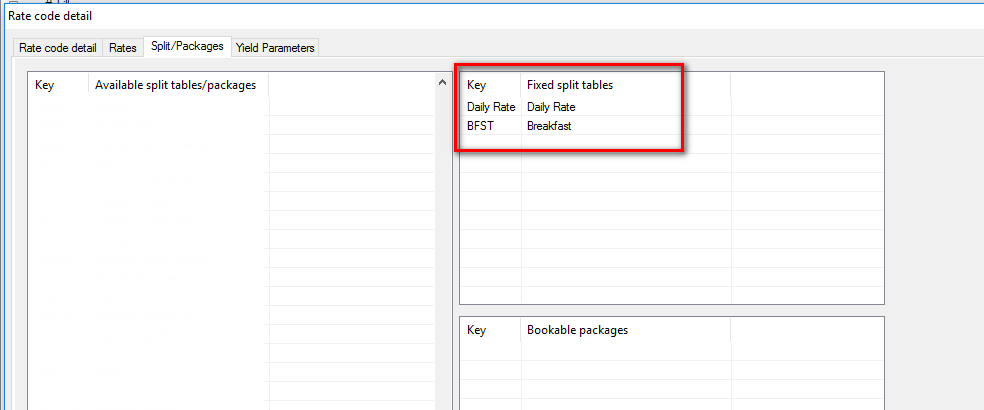 Rate code detail
Rate code detail Rates Split/Packages Yield Parameters
Key Available split tables/packages
Key Fixed split tables
Daily Rate Daily Rate
BFST Breakfast
Key Bookable packages